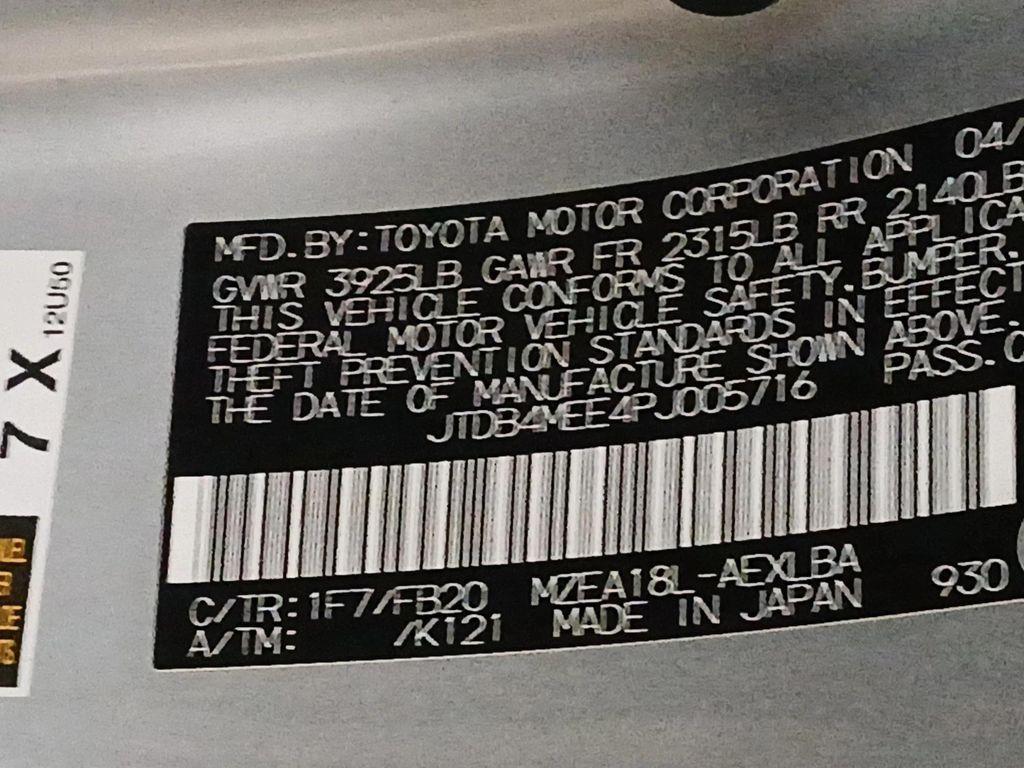 MFD. BY: TOYOTA MOTOR CORPORATION 04/
GVWR 3925LB GAWR FR 2315LB RR 2140LB
THIS VEHICLE CONFORMS TO ALL APPLICA
FEDERAL MOTOR VEHICLE SAFETY, BUMPER,
THEFT PREVENTION STANDARDS IN EFFECT
THE DATE OF MANUFACTURE SHOWN ABOVE.
JTDB4MEE4PJ005716 PASS. C
C/TR: 1F7/FB20 MZEA18L-AEXLBA 930
A/TM: /K121 MADE IN JAPAN
7 X 12U50